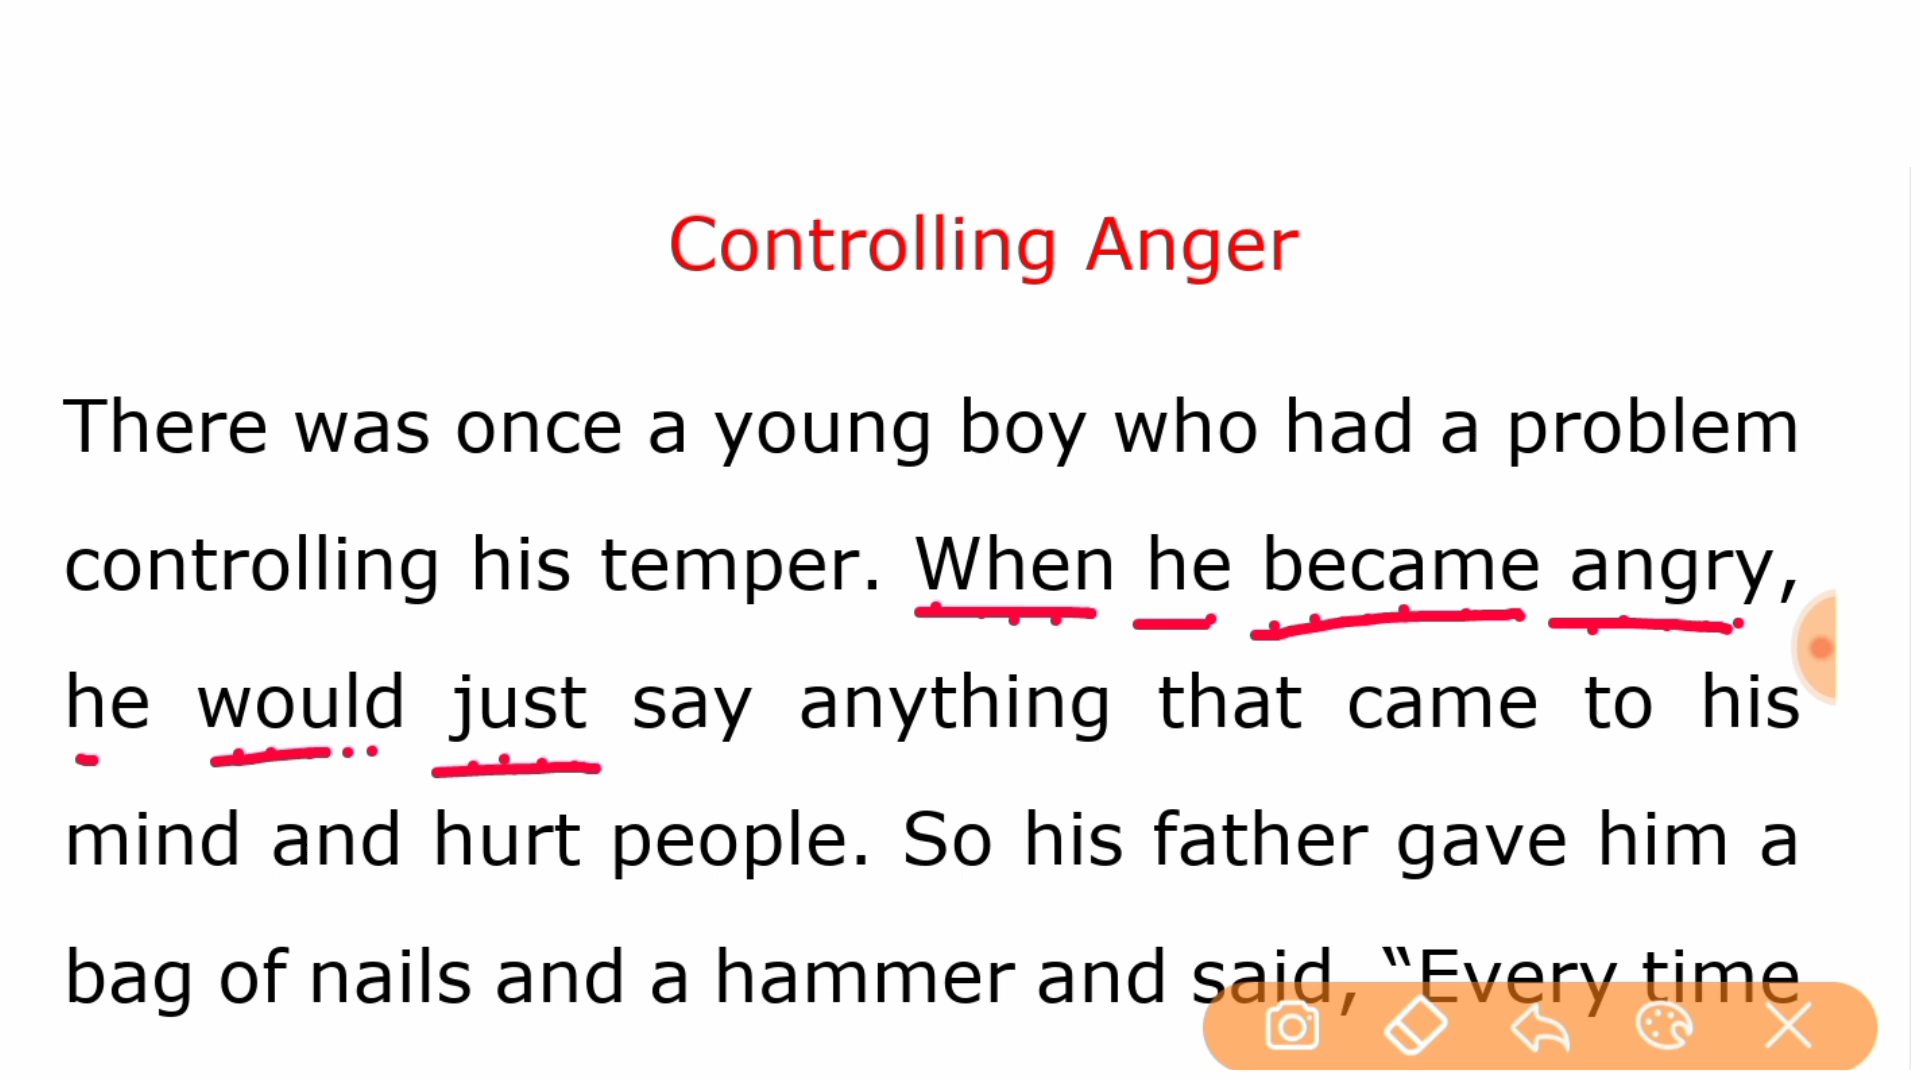 Controlling Anger
There was once a young boy who had a problem
controlling his temper. When he became angry,
he would just say anything that came to his
mind and hurt people. So his father gave him a
bag of nails and a hammer and said, “Every time